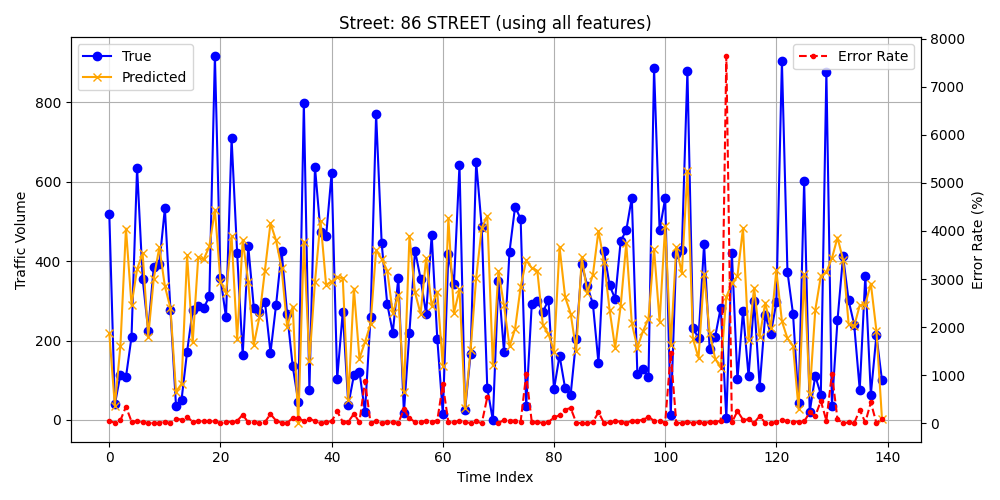 Street: 86 STREET (using all features)
True
Predicted
Error Rate
Traffic Volume
800
600
400
200
0
8000
7000
6000
5000
4000
3000
2000
1000
0
Error Rate (%)
0 20 40 60 80 100 120 140
Time Index